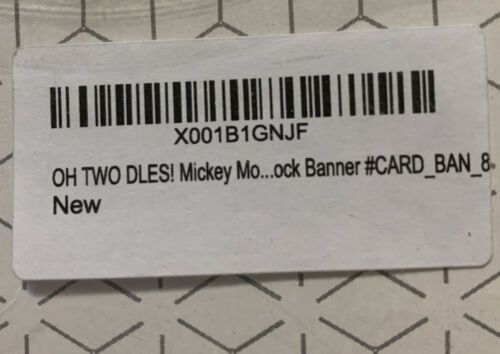 X001B1GNJF
OH TWO DLES! Mickey Mo...ock Banner #CARD_BAN_8
New